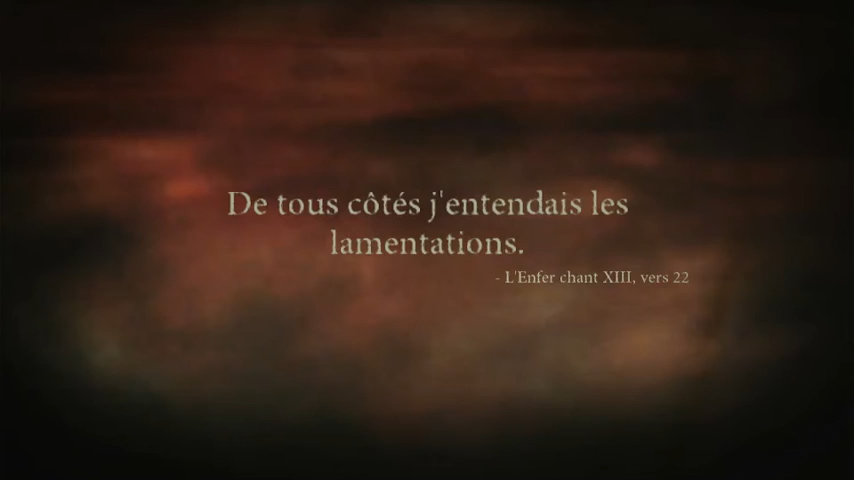 De tous côtés j'entendais les
lamentations.
- L'Enfer chant XIII, vers 22